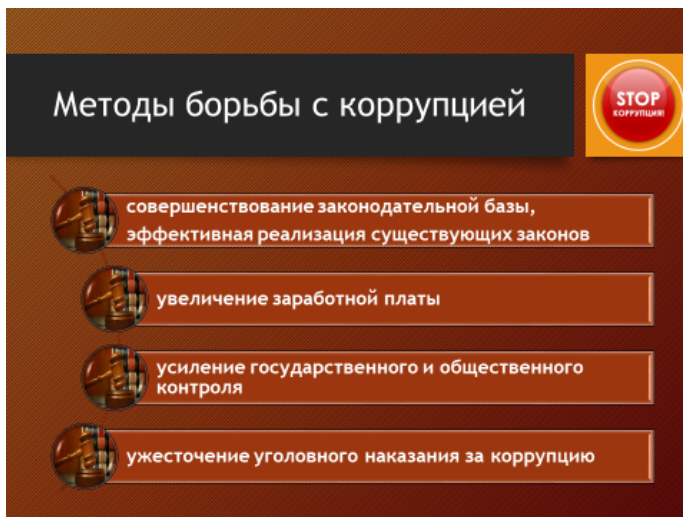 Методы борьбы с коррупцией
STOP
КОРРУПЦИЯ!
совершенствование законодательной базы,
эффективная реализация существующих законов
увеличение заработной платы
усиление государственного и общественного
контроля
ужесточение уголовного наказания за коррупцию